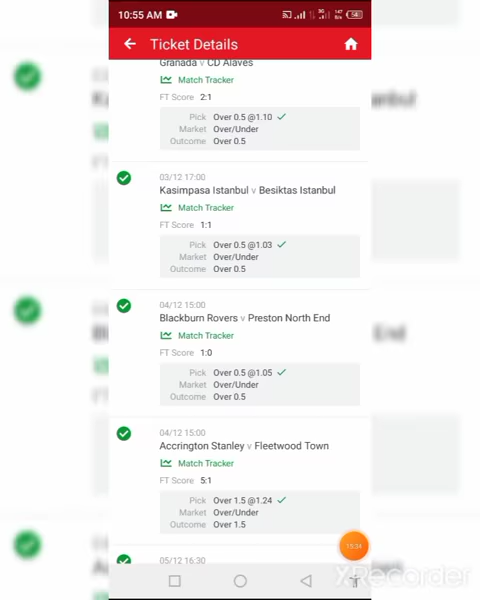 10:55 AM
Ticket Details
Granada v CD Alaves
Match Tracker
FT Score 2:1
Pick Over 0.5 @1.10
Market Over/Under
Outcome Over 0.5
03/12 17:00
Kasimpasa Istanbul v Besiktas Istanbul
Match Tracker
FT Score 1:1
Pick Over 0.5 @1.03
Market Over/Under
Outcome Over 0.5
04/12 15:00
Blackburn Rovers v Preston North End
Match Tracker
FT Score 1:0
Pick Over 0.5 @1.05
Market Over/Under
Outcome Over 0.5
04/12 15:00
Accrington Stanley v Fleetwood Town
Match Tracker
FT Score 5:1
Pick Over 1.5 @1.24
Market Over/Under
Outcome Over 1.5
05/12 16:30
XRecorder